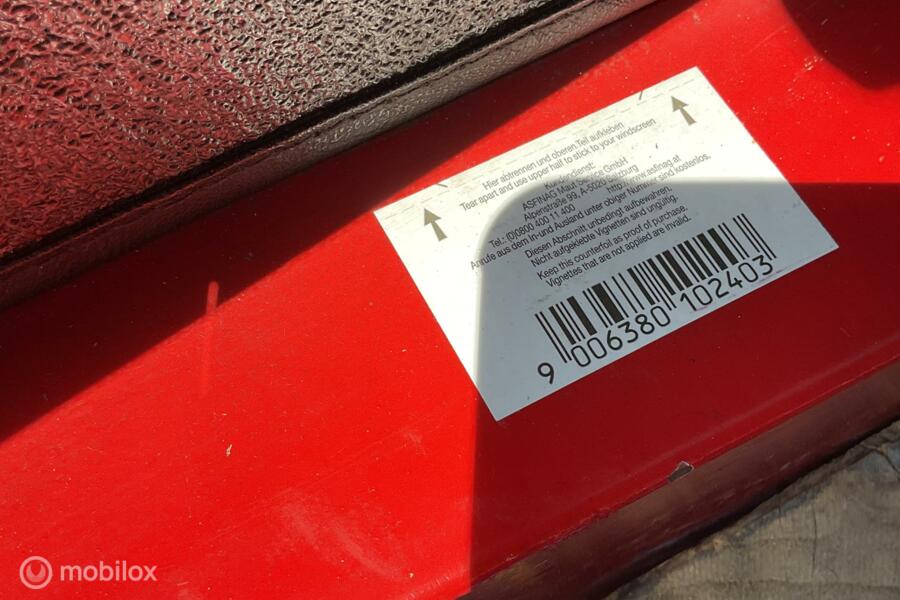 Hier abtrennen und oberen Teil aufkleben
Tear apart and use upper half to stick to your windscreen
Kundendienst:
ASFINAG Maut Service GmbH
Alpenstraße 99, A-5020 Salzburg
Tel.: (0)0800 400 11 400 http://www.asfinag.at
Anrufe aus dem In-und Ausland unter obiger Nummer sind kostenlos.
Diesen Abschnitt unbedingt aufbewahren.
Nicht aufgeklebte Vignetten sind ungültig.
Keep this counterfoil as proof of purchase.
Vignettes that are not applied are invalid.
9 006380 102403
mobilox